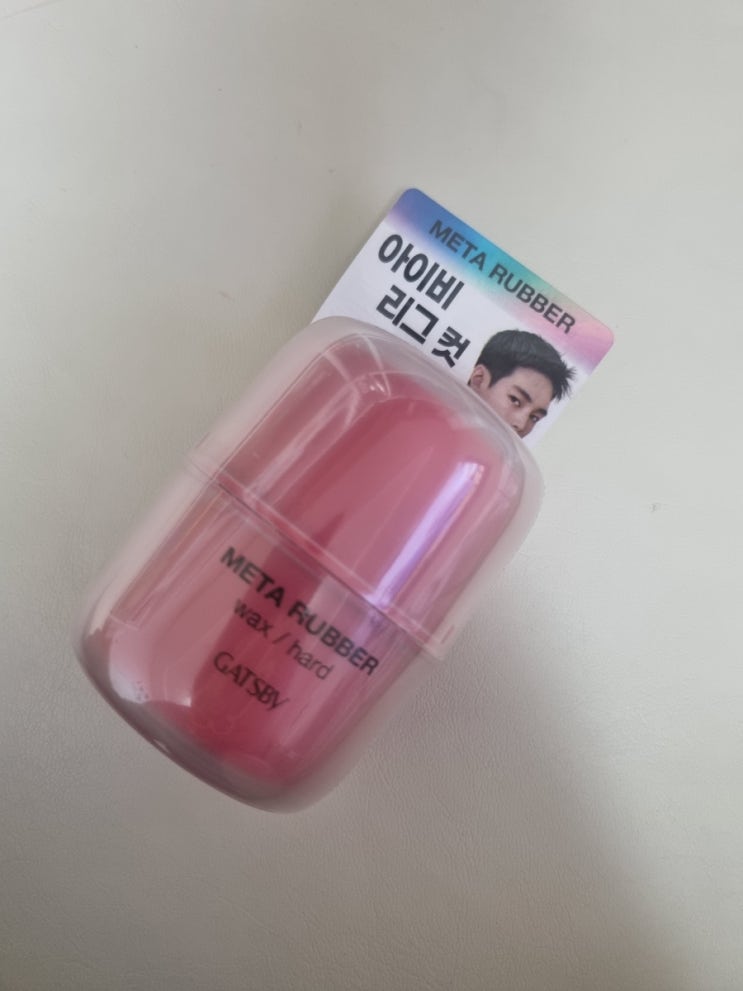 META RUBBER
아이비
리그 컷
META RUBBER
wax / hard
GATSBY